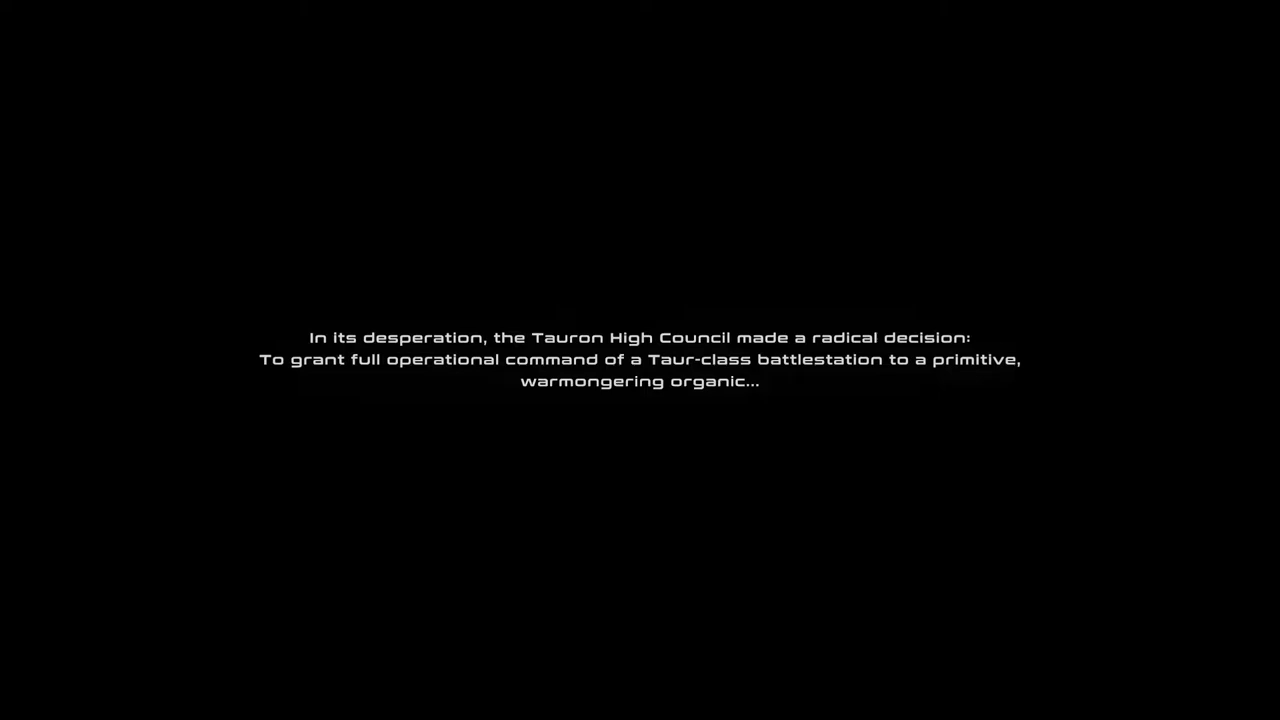 In its desperation, the Tauron High Council made a radical decision:
To grant full operational command of a Taur-class battlestation to a primitive,
warmongering organic...